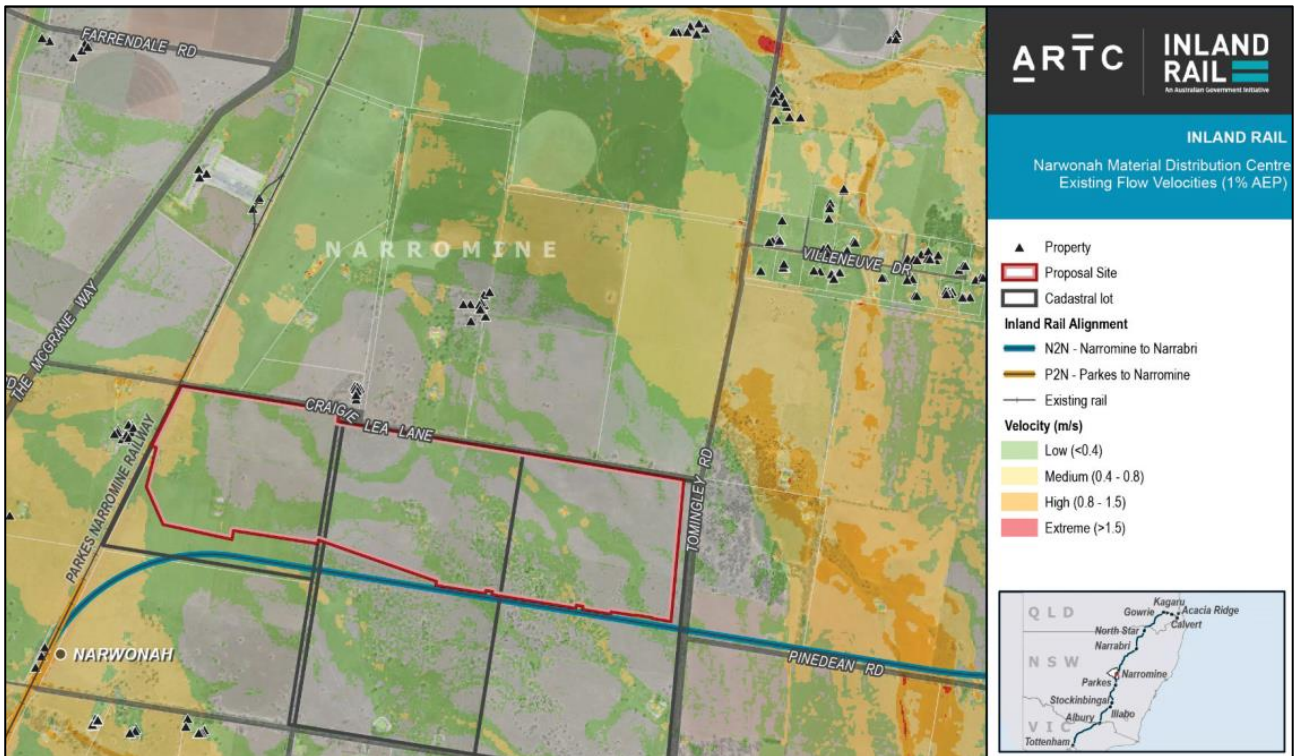 FARRENDALE RD
NARROMINE
VILLENEUVE DR
THE MCGRANE WAY
D
CRAIGIE LEA LANE
PARKES NARROMINE RAILWAY
TOMINGLEY RD
NARWONAH
PINEDEAN RD
ARTC
INLAND
RAIL
An Australian Government Initiative
INLAND RAIL
Narwonah Material Distribution Centre
Existing Flow Velocities (1% AEP)
Property
Proposal Site
Cadastral lot
Inland Rail Alignment
N2N - Narromine to Narrabri
P2N - Parkes to Narromine
Existing rail
Velocity (m/s)
Low (<0.4)
Medium (0.4 - 0.8)
High (0.8 - 1.5)
Extreme (>1.5)
QLD
Kagaru
Gowrie
Acacia Ridge
Calvert
North Star
Narrabri
NSW
Narromine
Parkes
Stockinbingal
Illabo
Albury
VIC
Tottenham